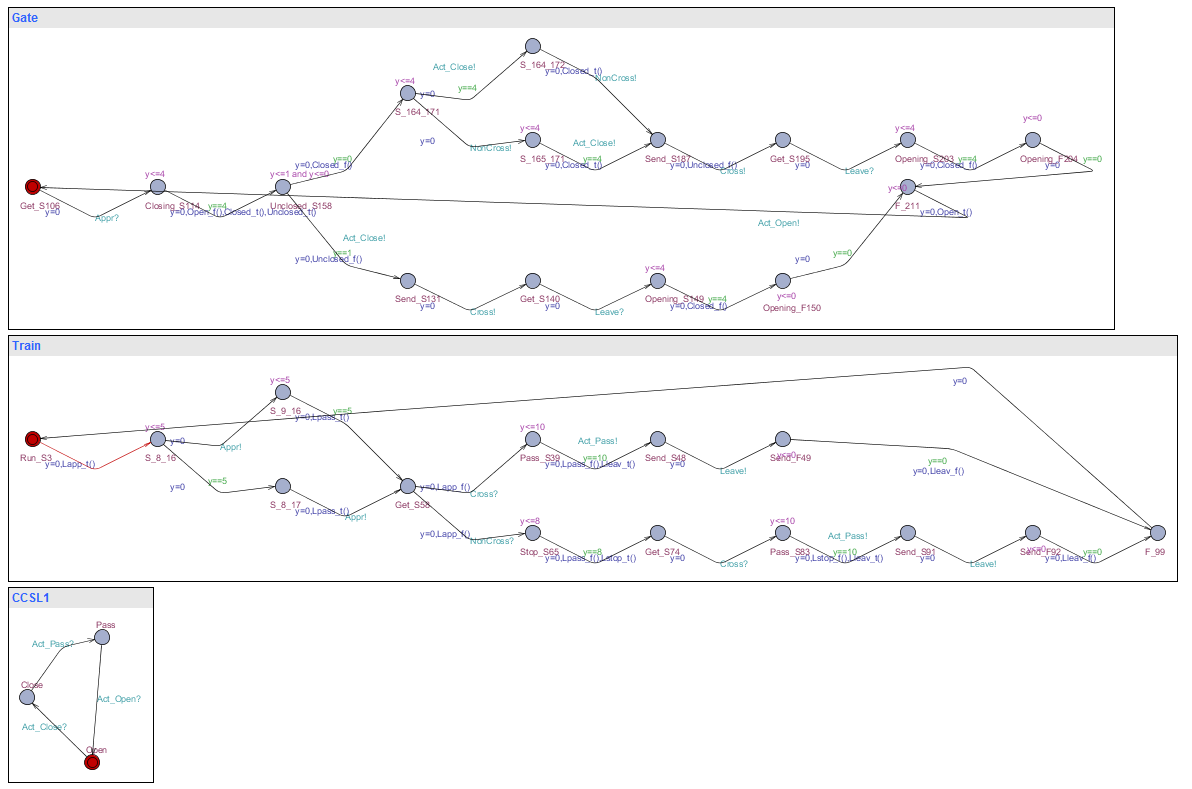 Gate
Act_Close!
y<=4
y==4
y=0
S_164_171
S_164_172
y=0,Closed_t()
NonCross!
y=0
NonCross!
y<=4
S_165_171
Act_Close!
y==4
y=0,Closed_t()
Send_S187
y=0,Unclosed_f()
Cross!
Get_S195
y=0
Leave?
y<=4
Opening_S203
y==4
y=0,Closed_f()
y<=0
Opening_F204
y==0
y=0
Get_S106
y=0
Appr?
y<=4
Closing_S114
y==4
y=0,Open_f(),Closed_t(),Unclosed_t()
y<=1 and y<=0
Unclosed_S158
y==0
y=0,Closed_f()
y<=0
F_211
y=0,Open_t()
Act_Open!
Act_Close!
y==1
y=0,Unclosed_f()
Send_S131
y=0
Cross!
Get_S140
y=0
Leave?
y<=4
Opening_S149
y==4
y=0,Closed_f()
y<=0
Opening_F150
y=0
y==0
Train
Run_S3
y=0,Lapp_t()
y<=5
S_8_16
y=0
Appr!
y<=5
S_9_16
y==5
y=0,Lpass_t()
y=0
y==5
S_8_17
y=0,Lpass_t()
Appr!
Get_S58
y=0,Lapp_f()
Cross?
y<=10
Pass_S39
Act_Pass!
y==10
y=0,Lpass_f(),Lleav_t()
Send_S48
y=0
Leave!
y<=0
Send_F49
y==0
y=0,Lleav_f()
y=0
y=0,Lapp_f()
NonCross?
y<=8
Stop_S65
y==8
y=0,Lpass_f(),Lstop_t()
Get_S74
y=0
Cross?
y<=10
Pass_S83
Act_Pass!
y==10
y=0,Lstop_f(),Lleav_t()
Send_S91
y=0
Leave!
y<=0
Send_F92
y==0
y=0,Lleav_f()
F_99
CCSL1
Pass
Act_Pass?
Close
Act_Open?
Act_Close?
Open